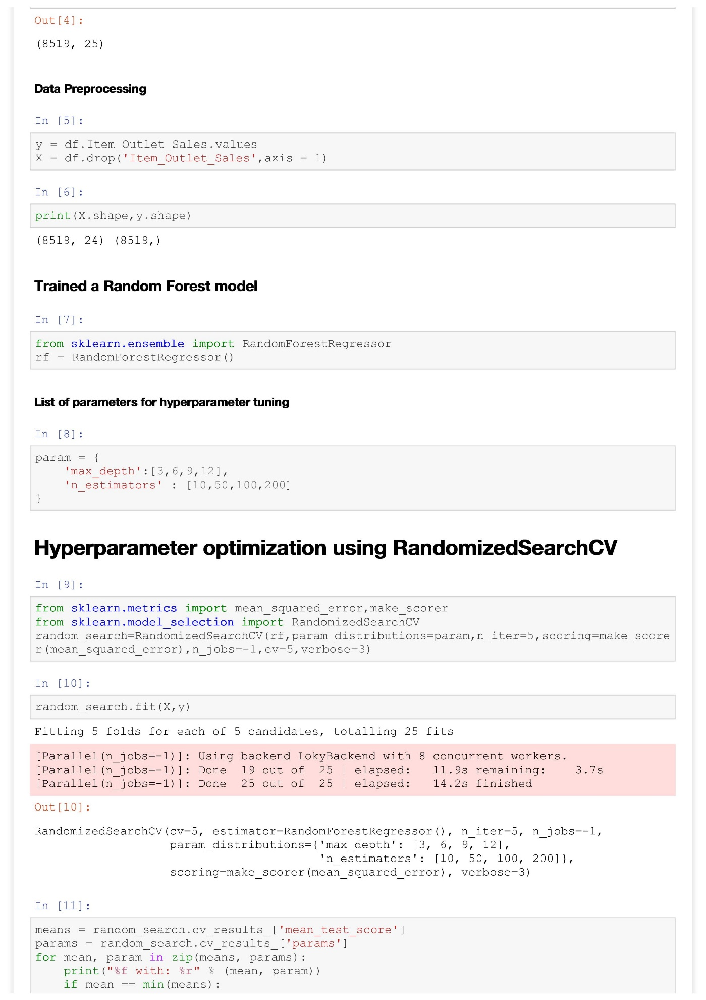 Out[4]:
(8519, 25)
Data Preprocessing
In [5]:
y = df.Item_Outlet_Sales.values
X = df.drop('Item_Outlet_Sales',axis = 1)
In [6]:
print(X.shape,y.shape)
(8519, 24) (8519,)
Trained a Random Forest model
In [7]:
from sklearn.ensemble import RandomForestRegressor
rf = RandomForestRegressor()
List of parameters for hyperparameter tuning
In [8]:
param = {
    'max_depth':[3,6,9,12],
    'n_estimators' : [10,50,100,200]
}
Hyperparameter optimization using RandomizedSearchCV
In [9]:
from sklearn.metrics import mean_squared_error,make_scorer
from sklearn.model_selection import RandomizedSearchCV
random_search=RandomizedSearchCV(rf,param_distributions=param,n_iter=5,scoring=make_score
r(mean_squared_error),n_jobs=-1,cv=5,verbose=3)
In [10]:
random_search.fit(X,y)
Fitting 5 folds for each of 5 candidates, totalling 25 fits
[Parallel(n_jobs=-1)]: Using backend LokyBackend with 8 concurrent workers.
[Parallel(n_jobs=-1)]: Done  19 out of  25 | elapsed:   11.9s remaining:    3.7s
[Parallel(n_jobs=-1)]: Done  25 out of  25 | elapsed:   14.2s finished
Out[10]:
RandomizedSearchCV(cv=5, estimator=RandomForestRegressor(), n_iter=5, n_jobs=-1,
                   param_distributions={'max_depth': [3, 6, 9, 12],
                                        'n_estimators': [10, 50, 100, 200]},
                   scoring=make_scorer(mean_squared_error), verbose=3)
In [11]:
means = random_search.cv_results_['mean_test_score']
params = random_search.cv_results_['params']
for mean, param in zip(means, params):
    print("%f with: %r" % (mean, param))
    if mean == min(means):